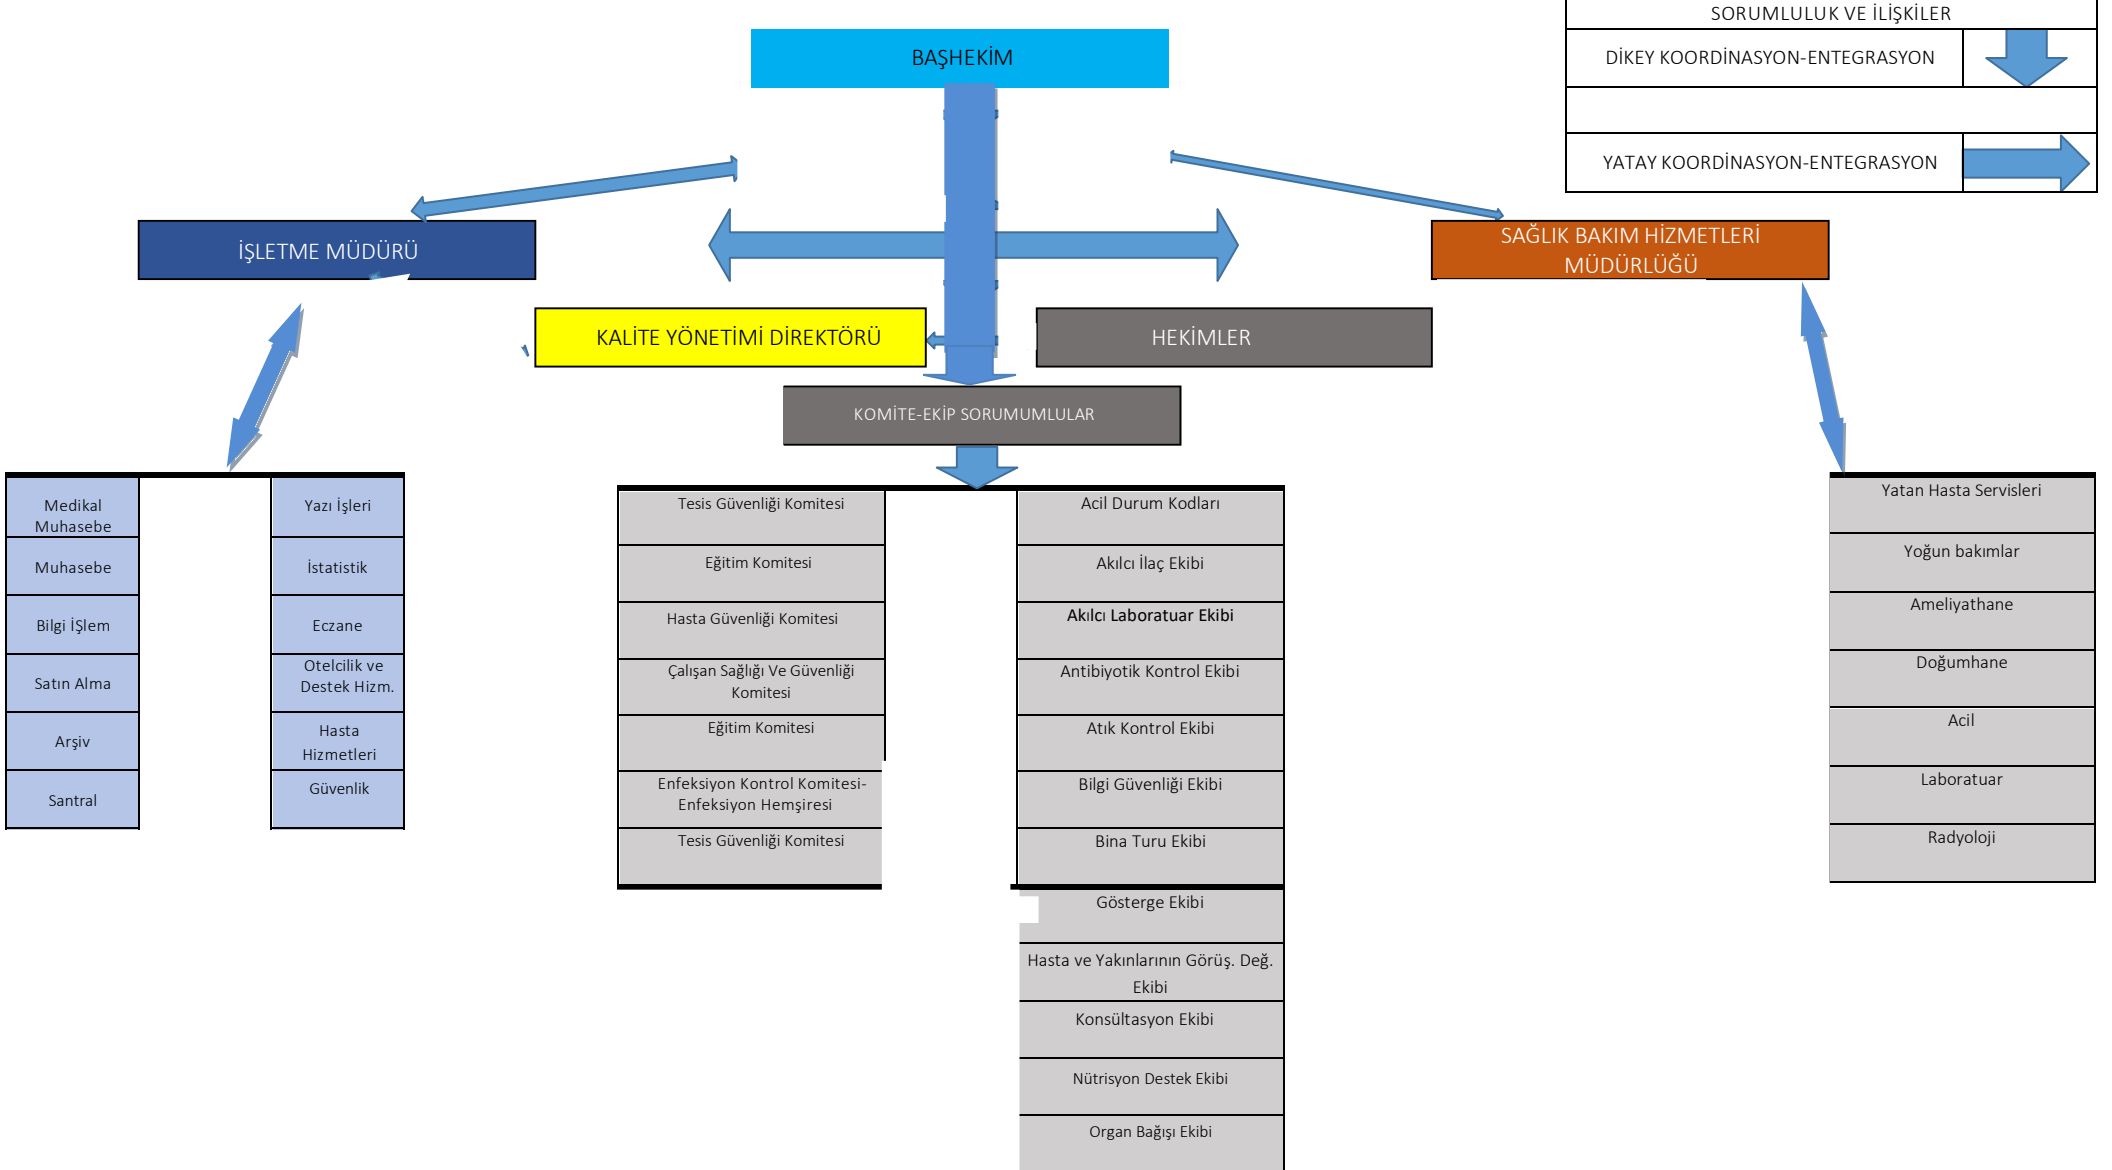 SORUMLULUK VE İLİŞKİLER
BAŞHEKİM
DİKEY KOORDİNASYON-ENTEGRASYON
YATAY KOORDİNASYON-ENTEGRASYON
İŞLETME MÜDÜRÜ
SAĞLIK BAKIM HİZMETLERİ
MÜDÜRLÜĞÜ
KALİTE YÖNETİMİ DİREKTÖRÜ
HEKİMLER
KOMİTE-EKİP SORUMUMLULAR
Medikal
Muhasebe
Muhasebe
Bilgi İŞlem
Satın Alma
Arşiv
Santral
Yazı İşleri
İstatistik
Eczane
Otelcilik ve
Destek Hizm.
Hasta
Hizmetleri
Güvenlik
Tesis Güvenliği Komitesi
Eğitim Komitesi
Hasta Güvenliği Komitesi
Çalışan Sağlığı Ve Güvenliği
Komitesi
Eğitim Komitesi
Enfeksiyon Kontrol Komitesi-
Enfeksiyon Hemşiresi
Tesis Güvenliği Komitesi
Acil Durum Kodları
Akılcı İlaç Ekibi
Akılcı Laboratuar Ekibi
Antibiyotik Kontrol Ekibi
Atık Kontrol Ekibi
Bilgi Güvenliği Ekibi
Bina Turu Ekibi
Gösterge Ekibi
Hasta ve Yakınlarının Görüş. Değ.
Ekibi
Konsültasyon Ekibi
Nütrisyon Destek Ekibi
Organ Bağışı Ekibi
Yatan Hasta Servisleri
Yoğun bakımlar
Ameliyathane
Doğumhane
Acil
Laboratuar
Radyoloji